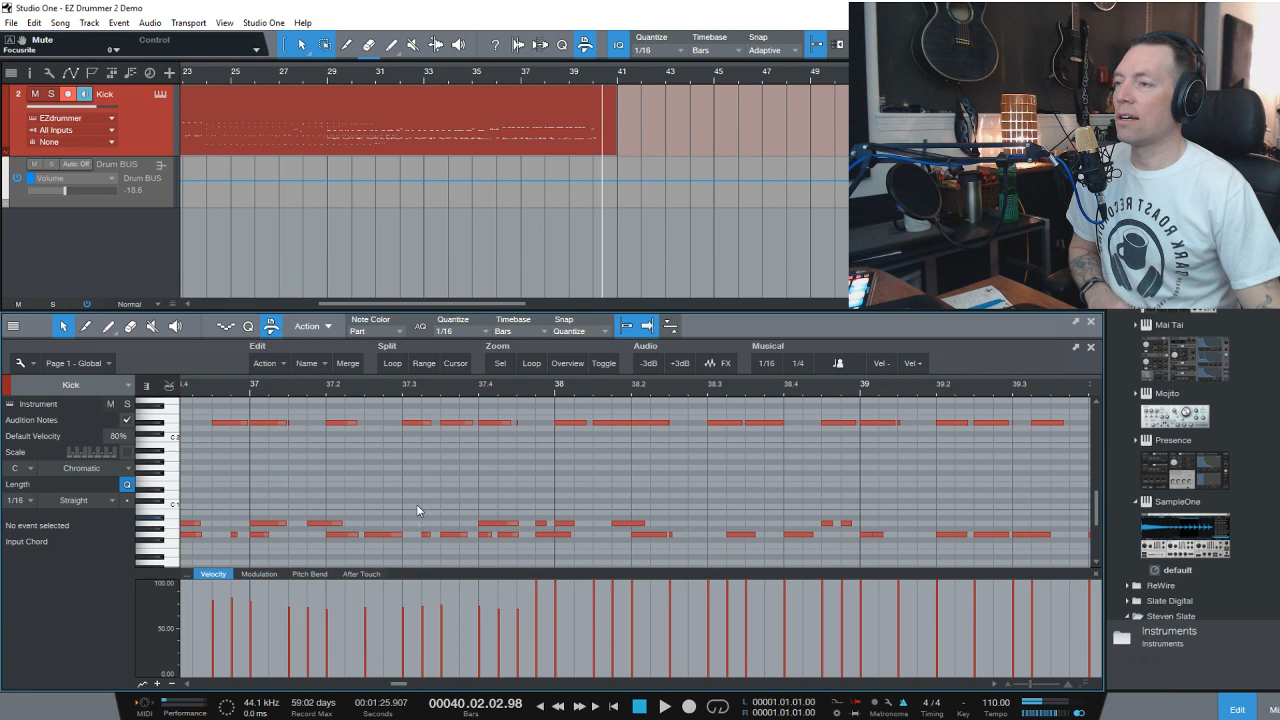 Studio One - EZ Drummer 2 Demo
File Edit Song Track Event Audio Transport View Studio One Help
Mute Control
Focusrite 0
IQ
Quantize Timebase Snap
1/16 Bars Adaptive
23 25 27 29 31 33 35 37 39 41 43 45 47 49
2 M S Kick
EZdrummer
All Inputs
None
M S Auto: Off Drum BUS
Volume Drum BUS
-18.6
M S Normal
Action
Note Color Quantize Timebase Snap
Part AQ 1/16 Bars Quantize
Edit Split Zoom Audio Musical
Page 1 - Global Action Name Merge Loop Range Cursor Loop Overview Toggle -3dB +3dB FX 1/16 1/4 Vel - Vel +
Kick
.4 37 37.2 37.3 37.4 38 38.2 38.3 38.4 39 39.2 39.3
Instrument M S
Audition Notes
Default Velocity 80%
Scale
C Chromatic
Length Q
1/16 Straight
No event selected
Input Chord
C 2
C 1
... Velocity Modulation Pitch Bend After Touch
100.00
50.00
0.00
Mai Tai
Mojito
Presence
SampleOne
default
ReWire
Slate Digital
Steven Slate
Instruments
Instruments
MIDI Performance
44.1 kHz
0.0 ms
59:02 days
Record Max
00:01:25.907
Seconds
00040.02.02.98
Bars
L 00001.01.01.00
R 00001.01.01.00
Metronome
4 / 4
Timing
-
Key
110.00
Tempo
Edit
DARK ROAST RECOR